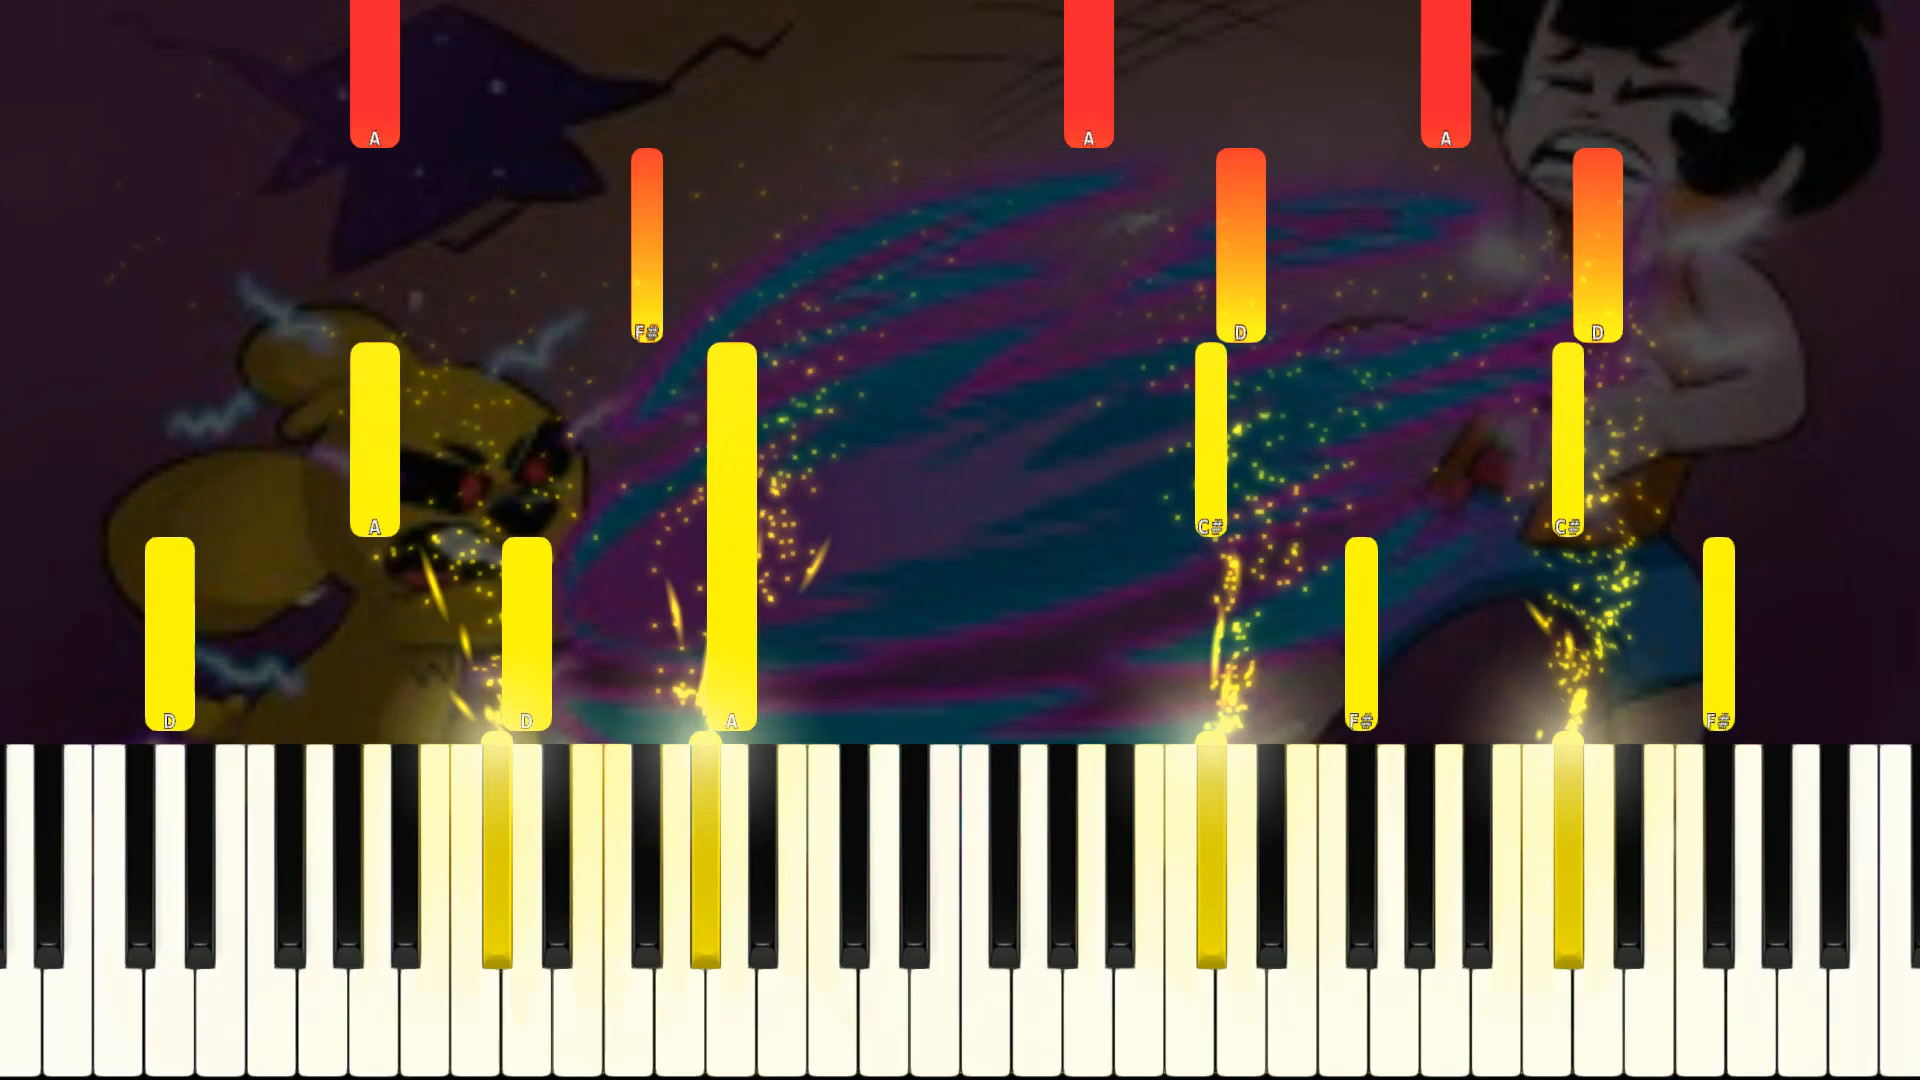 A A A
F# D D
A C# C#
D D A F# F#